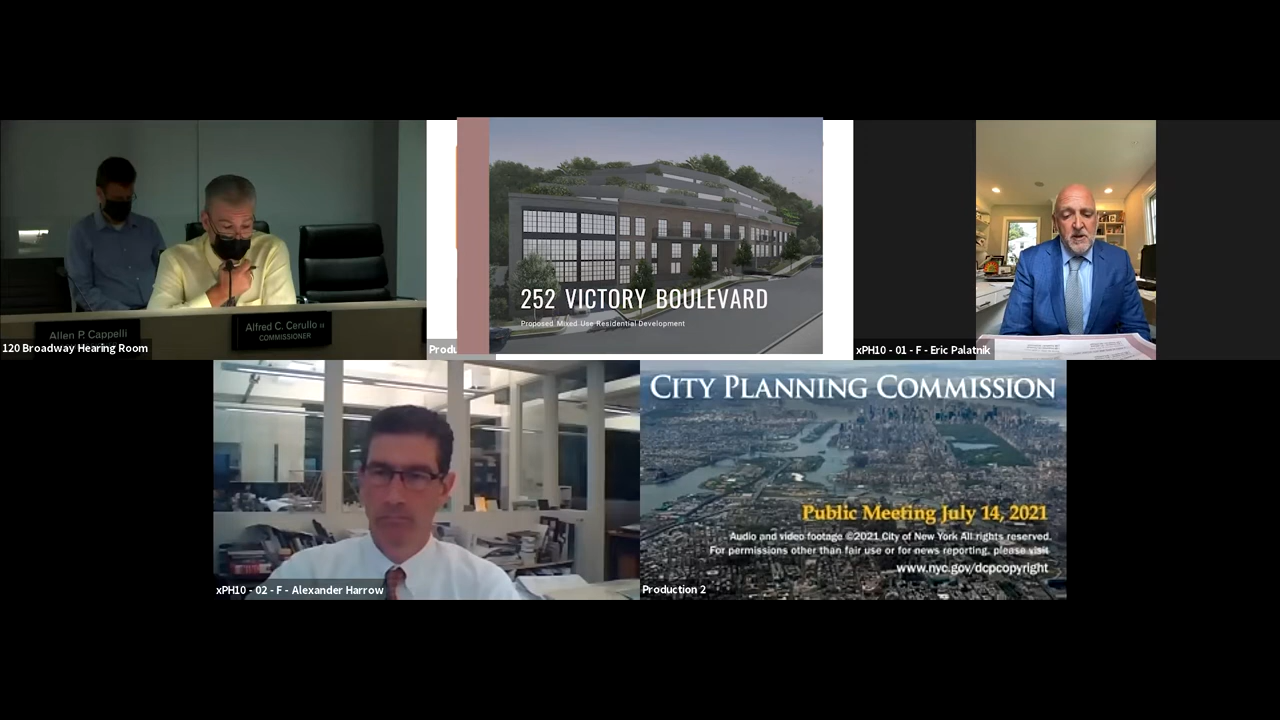 Allen P. Cappelli
Alfred C. Cerullo II
COMMISSIONER
120 Broadway Hearing Room
Produ
252 VICTORY BOULEVARD
Proposed Mixed Use Residential Development
xPH10 - 01 - F - Eric Palatnik
xPH10 - 02 - F - Alexander Harrow
CITY PLANNING COMMISSION
Public Meeting July 14, 2021
Audio and video footage ©2021 City of New York All rights reserved.
For permissions other than fair use or for news reporting, please visit
www.nyc.gov/dcpcopyright
Production 2